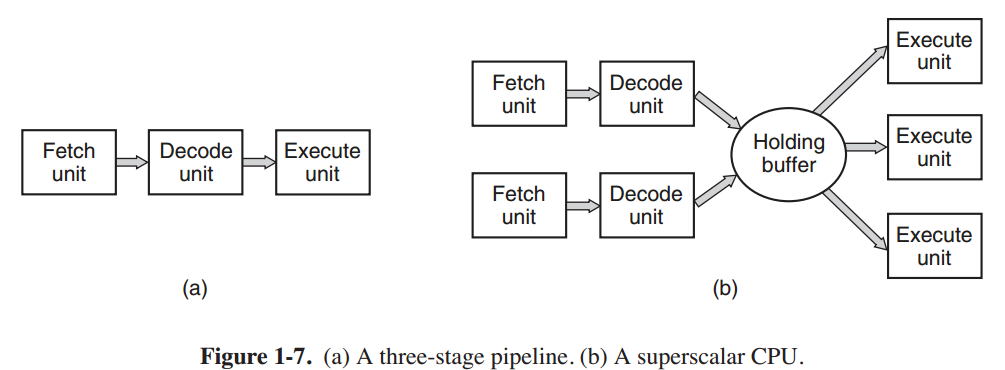 Fetch
unit
Decode
unit
Execute
unit
(a)
Fetch
unit
Decode
unit
Fetch
unit
Decode
unit
Holding
buffer
Execute
unit
Execute
unit
Execute
unit
(b)
Figure 1-7. (a) A three-stage pipeline. (b) A superscalar CPU.